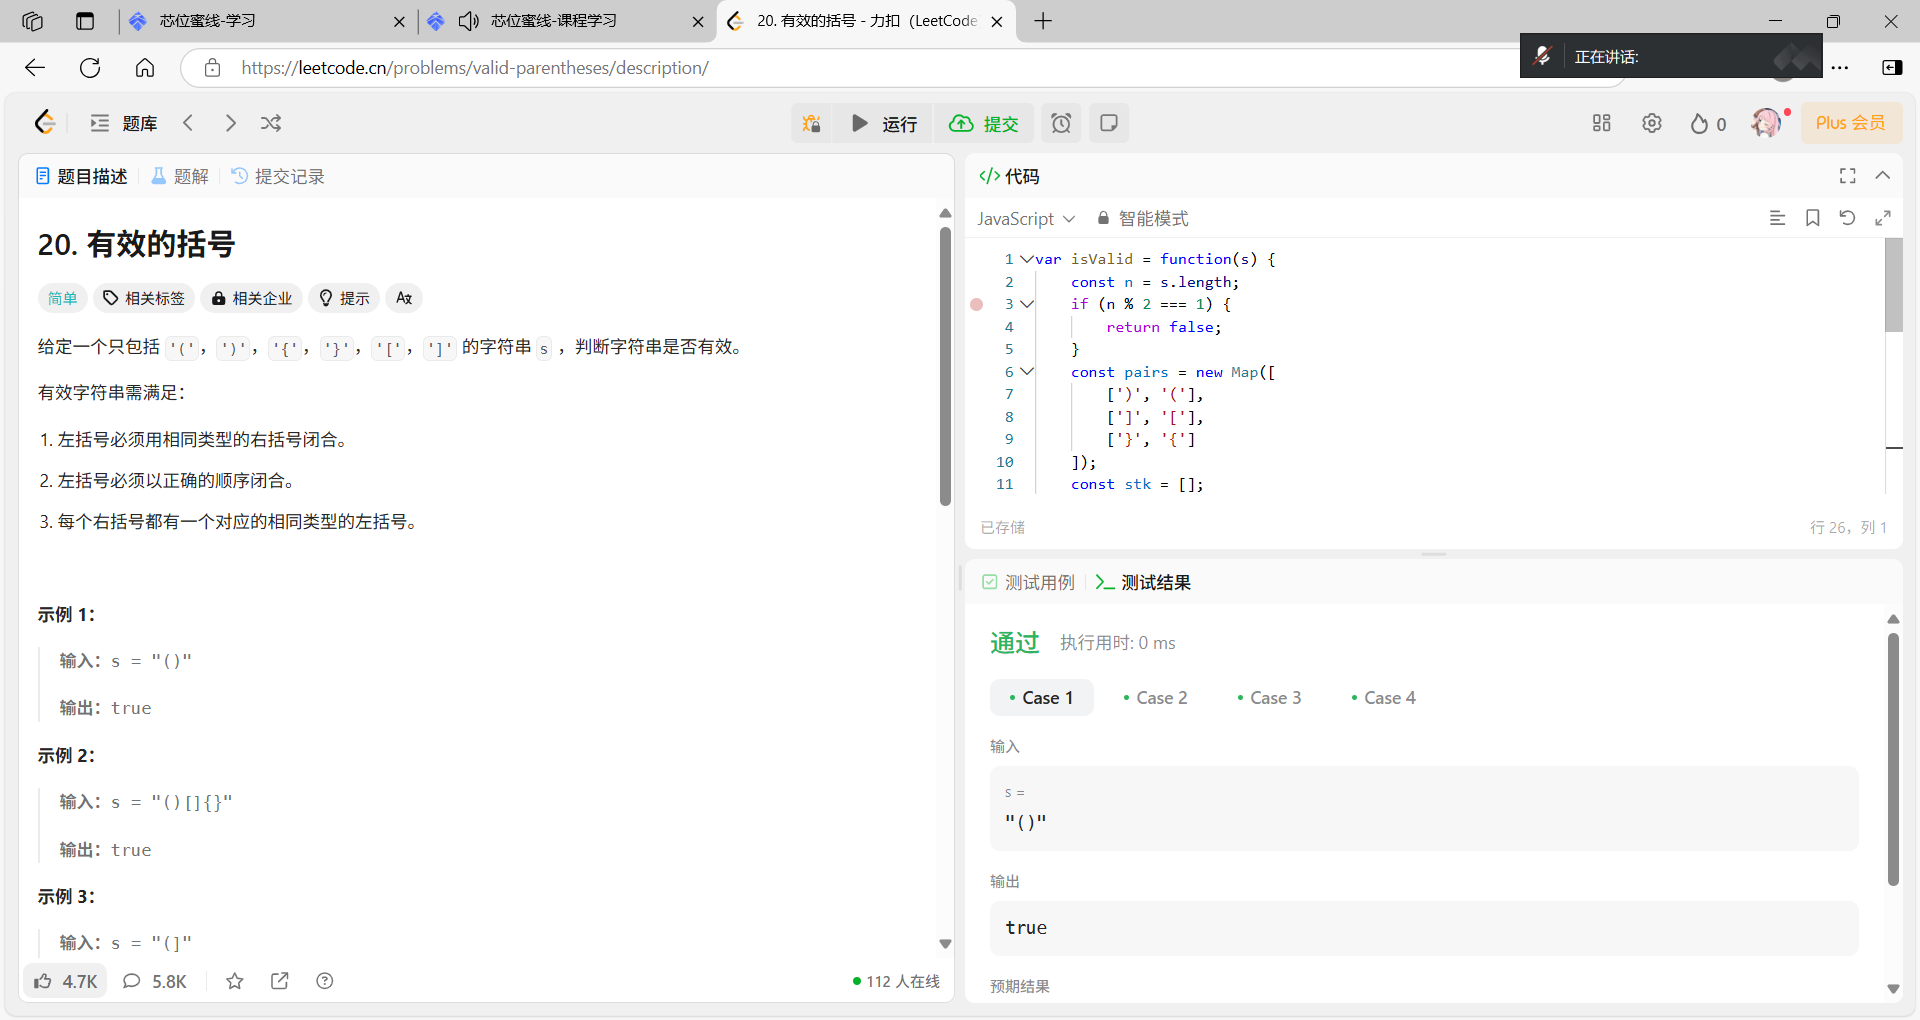 芯位蜜线-学习
芯位蜜线-课程学习
20. 有效的括号 - 力扣（LeetCode
https://leetcode.cn/problems/valid-parentheses/description/
正在讲话:
题库
运行
提交
0
Plus 会员
题目描述
题解
提交记录
20. 有效的括号
简单
相关标签
相关企业
提示
给定一个只包括 '('，')'，'{'，'}'，'['，']' 的字符串 s ，判断字符串是否有效。
有效字符串需满足：
1. 左括号必须用相同类型的右括号闭合。
2. 左括号必须以正确的顺序闭合。
3. 每个右括号都有一个对应的相同类型的左括号。
示例 1：
输入：s = "()"
输出：true
示例 2：
输入：s = "()[]{}"
输出：true
示例 3：
输入：s = "(]"
4.7K
5.8K
112 人在线
代码
JavaScript
智能模式
1 var isValid = function(s) {
2 const n = s.length;
3 if (n % 2 === 1) {
4 return false;
5 }
6 const pairs = new Map([
7 [')', '('],
8 [']', '['],
9 ['}', '{']
10 ]);
11 const stk = [];
已存储
行 26，列 1
测试用例
测试结果
通过
执行用时: 0 ms
Case 1
Case 2
Case 3
Case 4
输入
s =
"()"
输出
true
预期结果